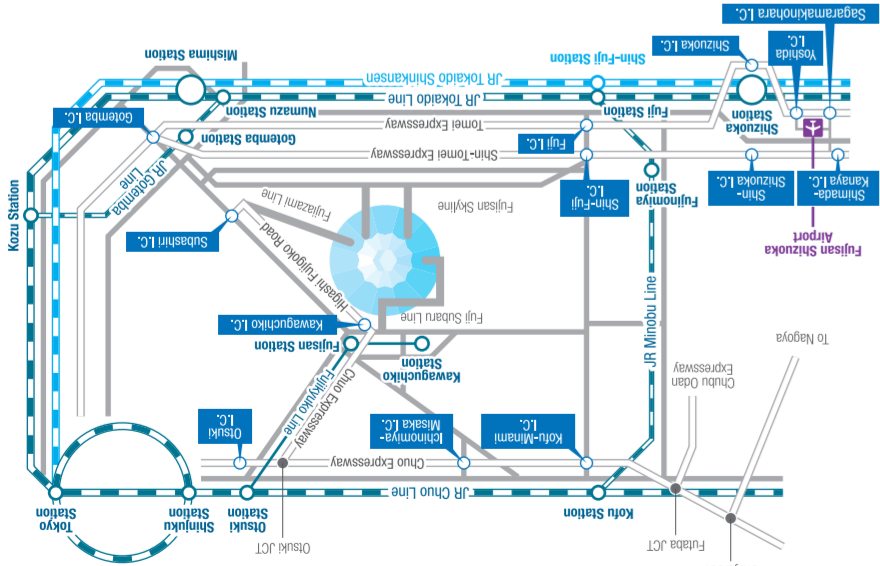 Futaba JCT
Otsuki JCT
Kofu Station
JR Chuo Line
Otsuki
Station
Shinjuku
Station
Tokyo
Station
Chuo Expressway
Kofu-Minami
I.C.
Ichinomiya-
Misaka I.C.
Otsuki
I.C.
To Nagoya
Chubu Odan
Expressway
JR Minobu Line
Kawaguchiko
Station
Fujikyuko Line
Chuo Expressway
Fujisan Station
Kawaguchiko I.C.
Fuji Subaru Line
Higashi Fujigoko Road
Fujisan Shizuoka
Airport
Subashiri I.C.
Kozu Station
Fujisan Skyline
Fujiazami Line
JR Gotemba
Line
Shimada-
Kanaya I.C.
Shin-
Shizuoka I.C.
Fujinomiya
Station
Shin-Fuji
I.C.
Shin-Tomei Expressway
Fuji I.C.
Tomei Expressway
Gotemba Station
Gotemba I.C.
Shizuoka
Station
Fuji Station
JR Tokaido Line
Numazu Station
JR Tokaido Shinkansen
Sagaramakinohara
I.C.
Yoshida
I.C.
Shizuoka
I.C.
Shin-Fuji Station
Mishima Station